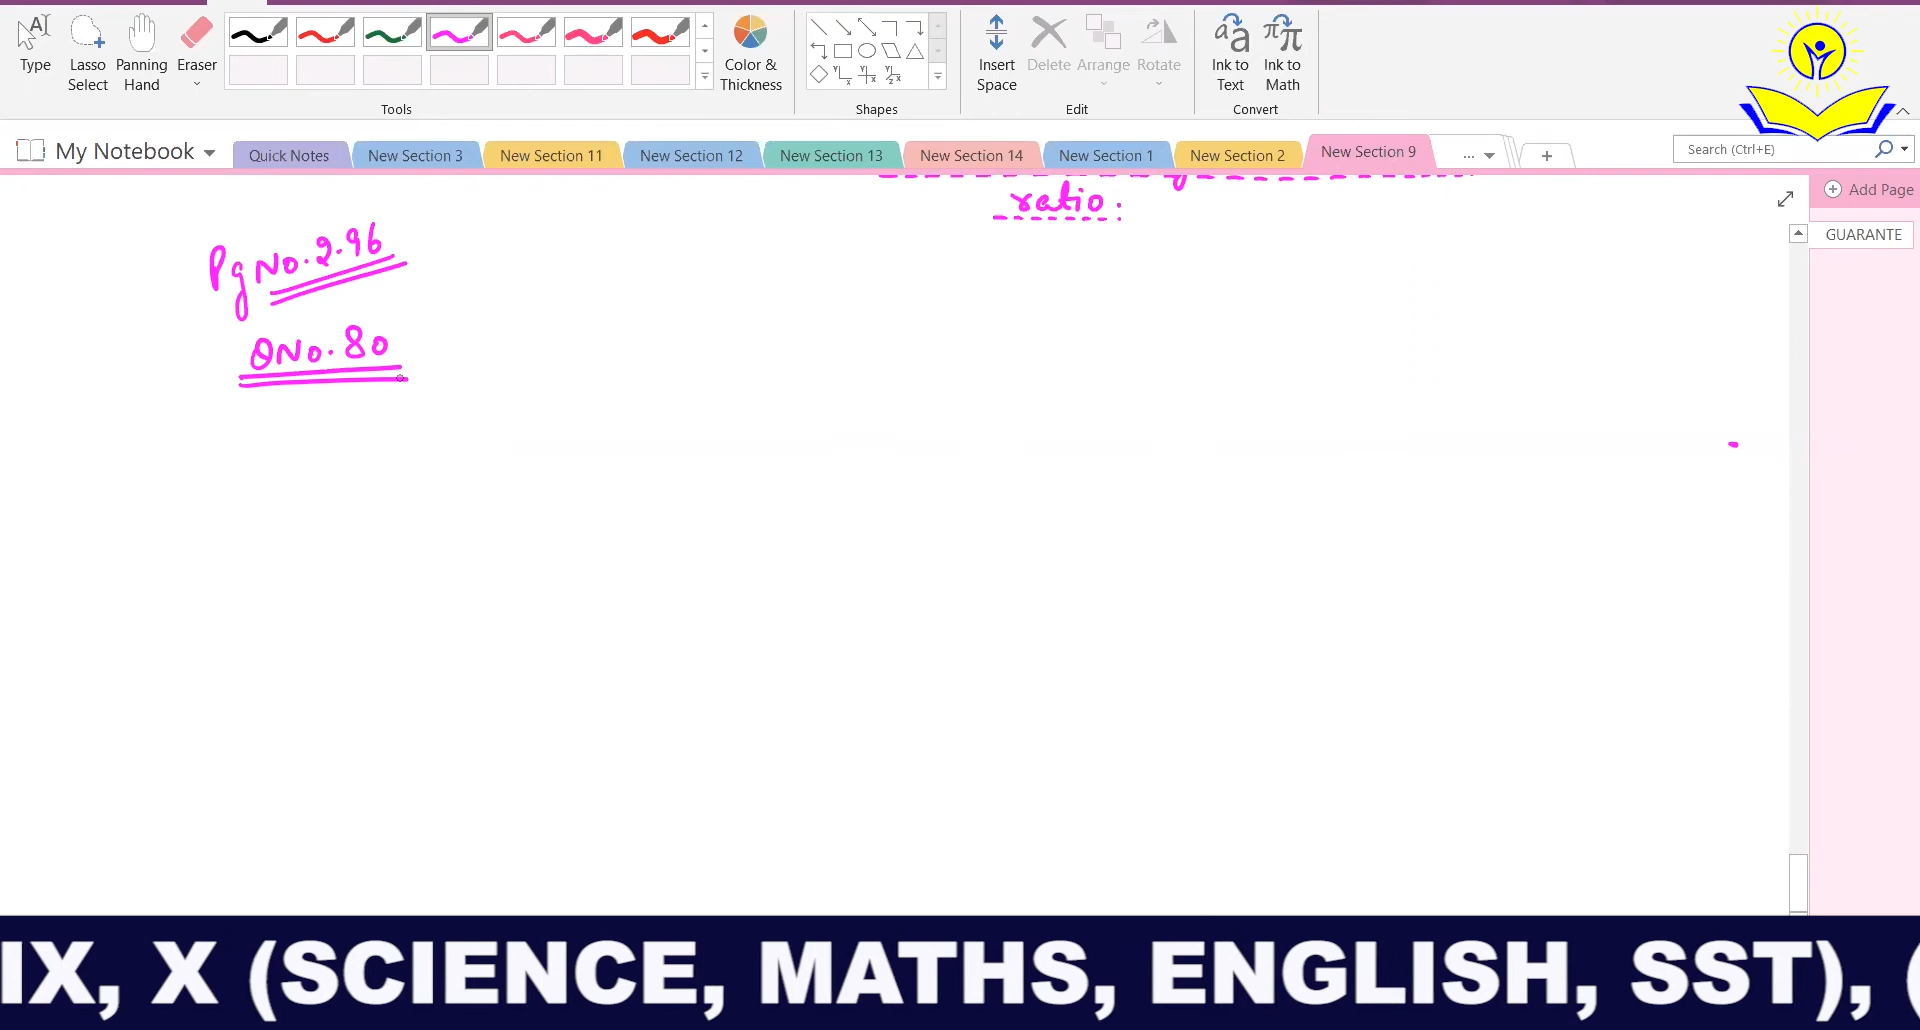 Type
Lasso Select
Panning Hand
Eraser
Color & Thickness
Insert Space
Delete
Arrange
Rotate
Ink to Text
Ink to Math
Tools
Shapes
Edit
Convert
My Notebook
Quick Notes
New Section 3
New Section 11
New Section 12
New Section 13
New Section 14
New Section 1
New Section 2
New Section 9
...
Search (Ctrl+E)
Add Page
GUARANTE
ratio.
Pg No. 2.96
QNo. 80
IX, X (SCIENCE, MATHS, ENGLISH, SST), (